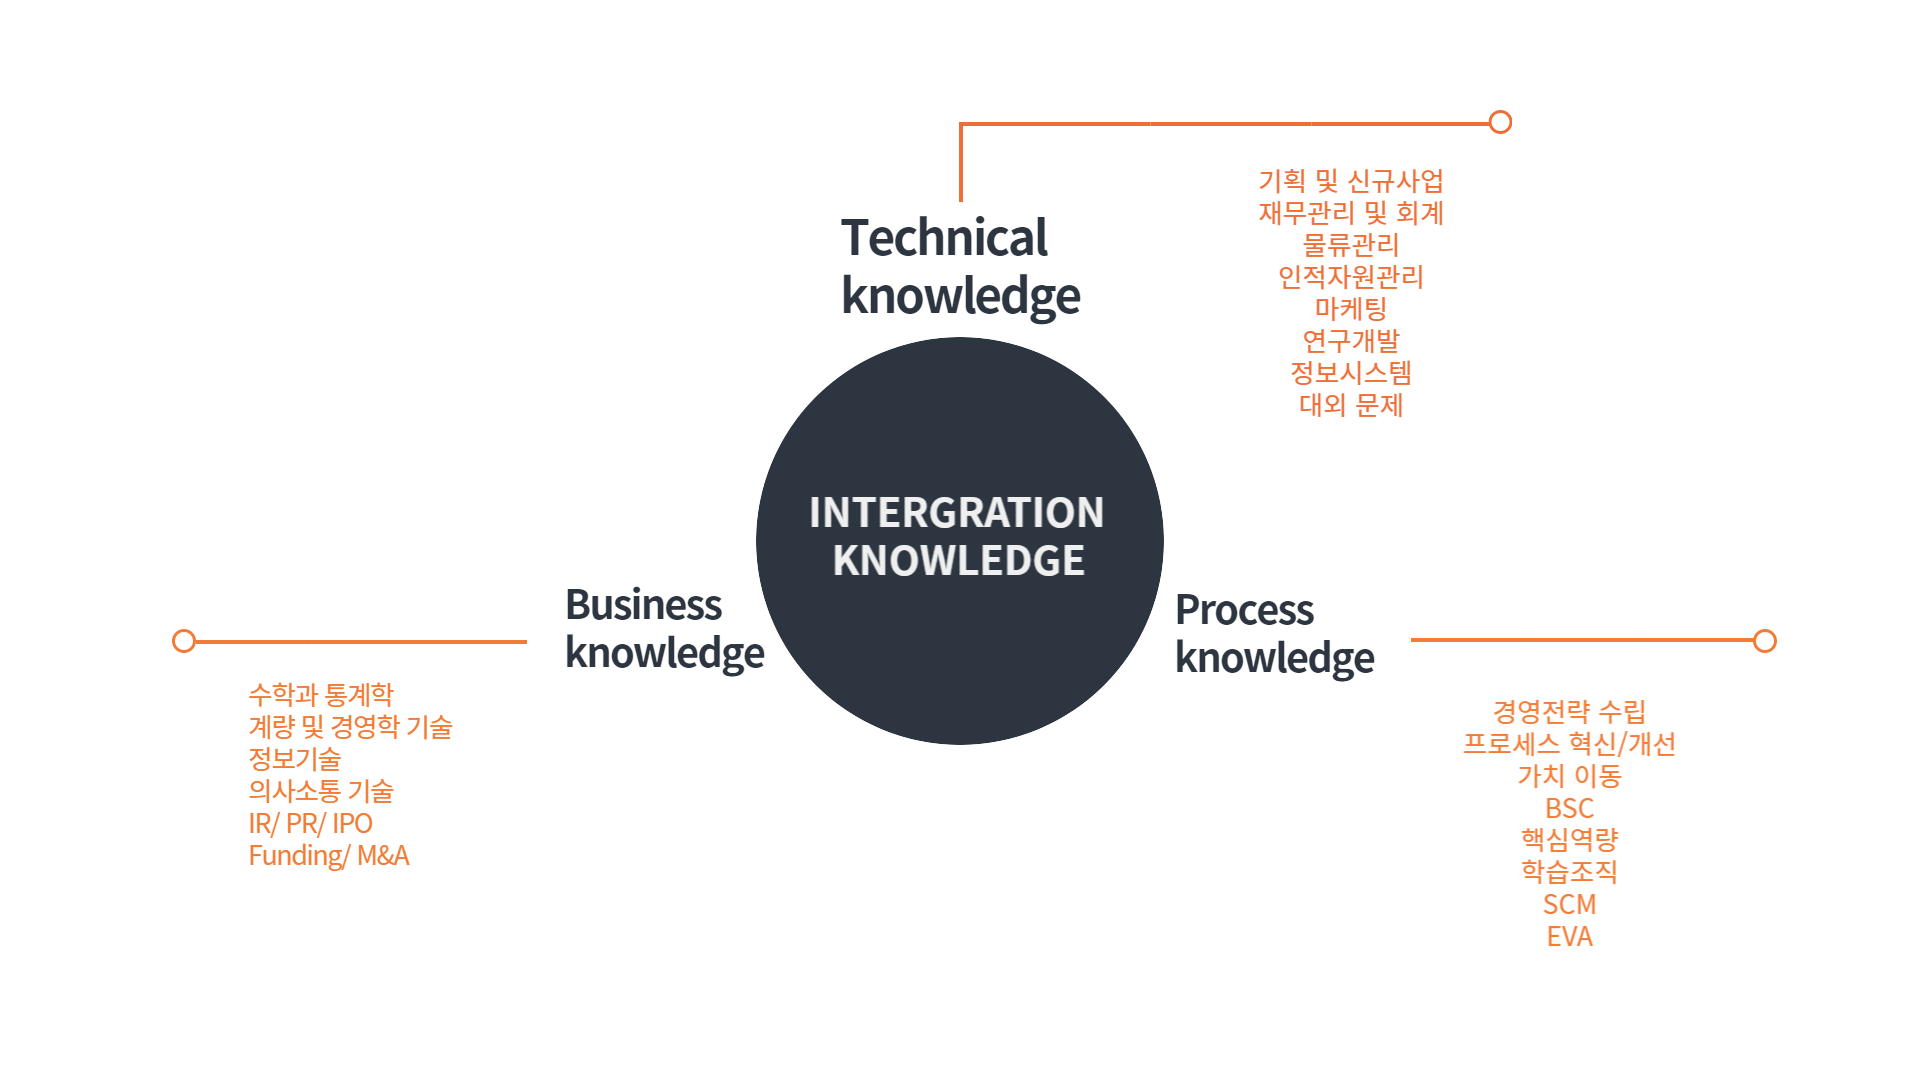 Technical
knowledge
기획 및 신규사업
재무관리 및 회계
물류관리
인적자원관리
마케팅
연구개발
정보시스템
대외 문제
INTERGRATION
KNOWLEDGE
Business
knowledge
수학과 통계학
계량 및 경영학 기술
정보기술
의사소통 기술
IR/ PR/ IPO
Funding/ M&A
Process
knowledge
경영전략 수립
프로세스 혁신/개선
가치 이동
BSC
핵심역량
학습조직
SCM
EVA